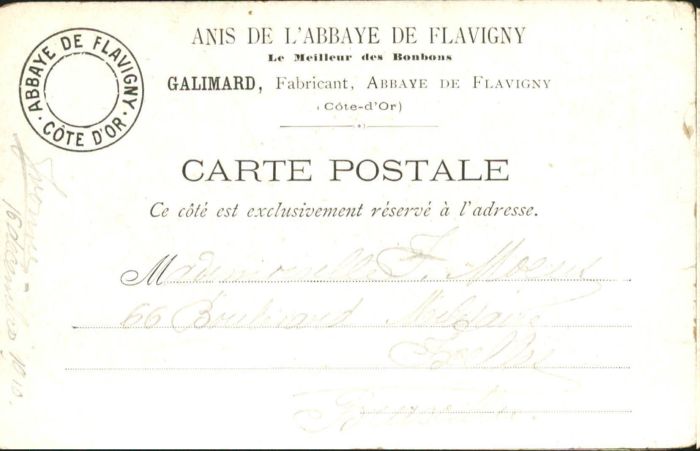 ABBAYE DE FLAVIGNY
CÔTE D'OR
ANIS DE L'ABBAYE DE FLAVIGNY
Le Meilleur des Bonbons
GALIMARD, Fabricant, ABBAYE DE FLAVIGNY
(Côte-d'Or)
CARTE POSTALE
Ce côté est exclusivement réservé à l'adresse.
Mademoiselle F.
66 Boulevard Militaire